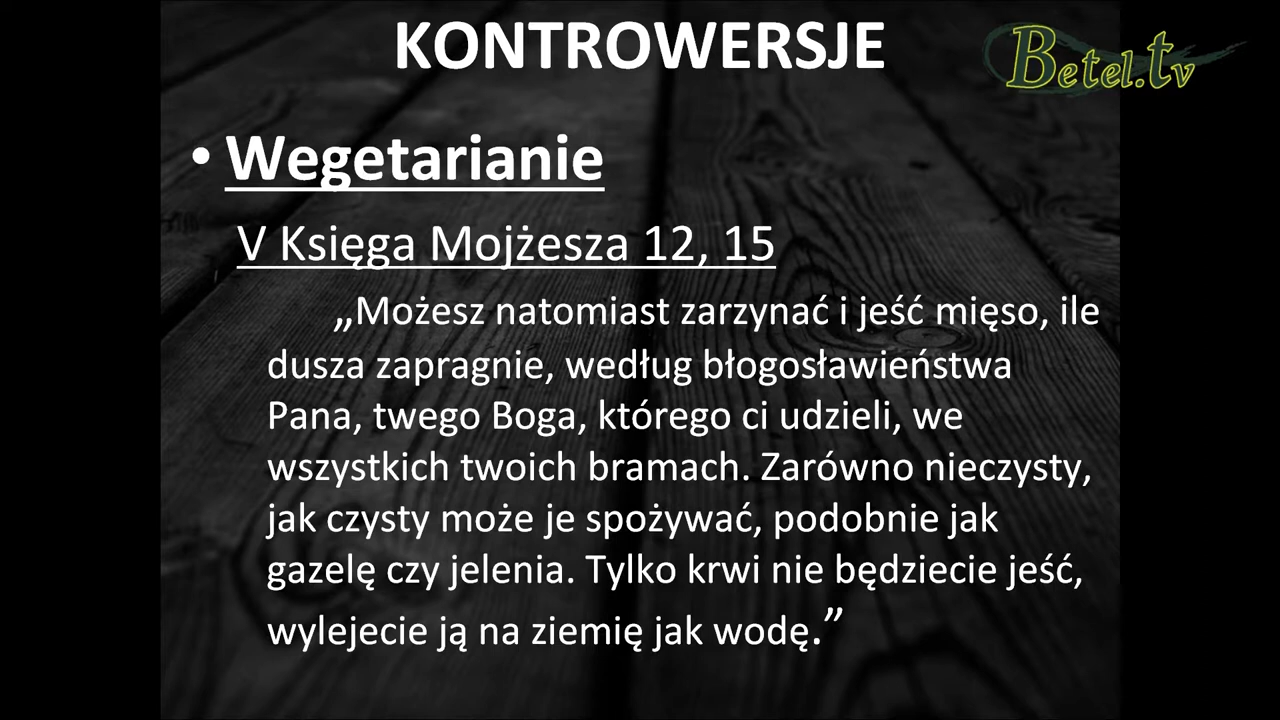 KONTROWERSJE
Betel.tv
• Wegetarianie
V Księga Mojżesza 12, 15
„Możesz natomiast zarzynać i jeść mięso, ile
dusza zapragnie, według błogosławieństwa
Pana, twego Boga, którego ci udzieli, we
wszystkich twoich bramach. Zarówno nieczysty,
jak czysty może je spożywać, podobnie jak
gazelę czy jelenia. Tylko krwi nie będziecie jeść,
wylejecie ją na ziemię jak wodę.”